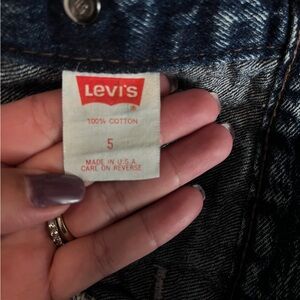 LEVI'S
100% COTTON
5
MADE IN U.S.A.
CARE ON REVERSE